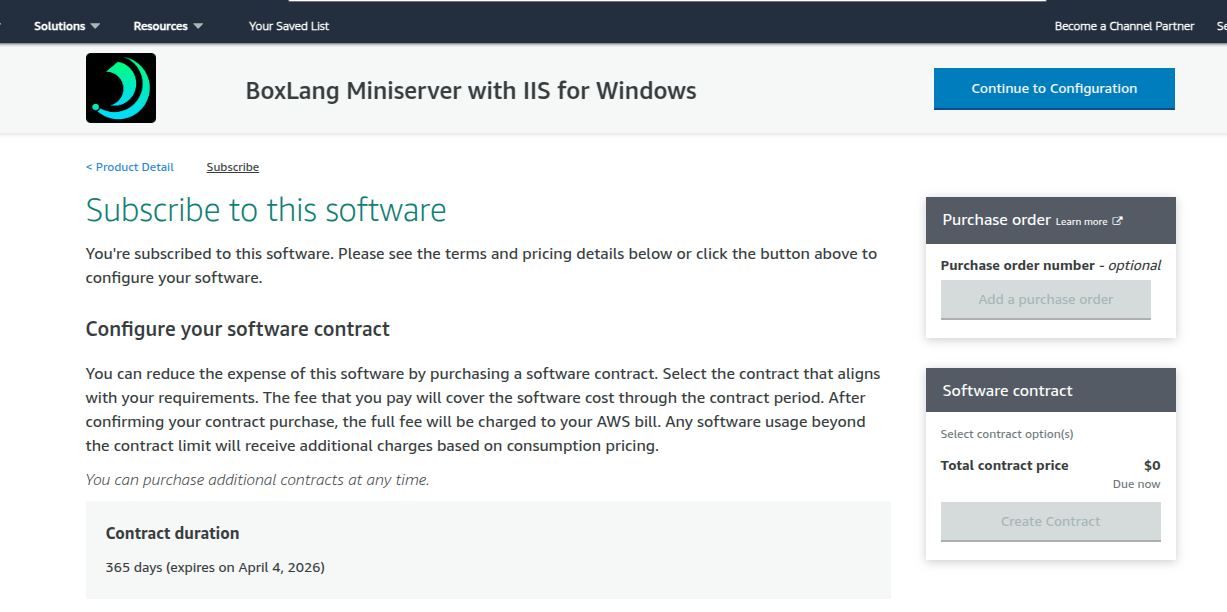 Solutions Resources Your Saved List Become a Channel Partner
BoxLang Miniserver with IIS for Windows
Continue to Configuration
< Product Detail Subscribe
Subscribe to this software
You're subscribed to this software. Please see the terms and pricing details below or click the button above to
configure your software.
Configure your software contract
You can reduce the expense of this software by purchasing a software contract. Select the contract that aligns
with your requirements. The fee that you pay will cover the software cost through the contract period. After
confirming your contract purchase, the full fee will be charged to your AWS bill. Any software usage beyond
the contract limit will receive additional charges based on consumption pricing.
You can purchase additional contracts at any time.
Contract duration
365 days (expires on April 4, 2026)
Purchase order Learn more
Purchase order number - optional
Add a purchase order
Software contract
Select contract option(s)
Total contract price $0
Due now
Create Contract